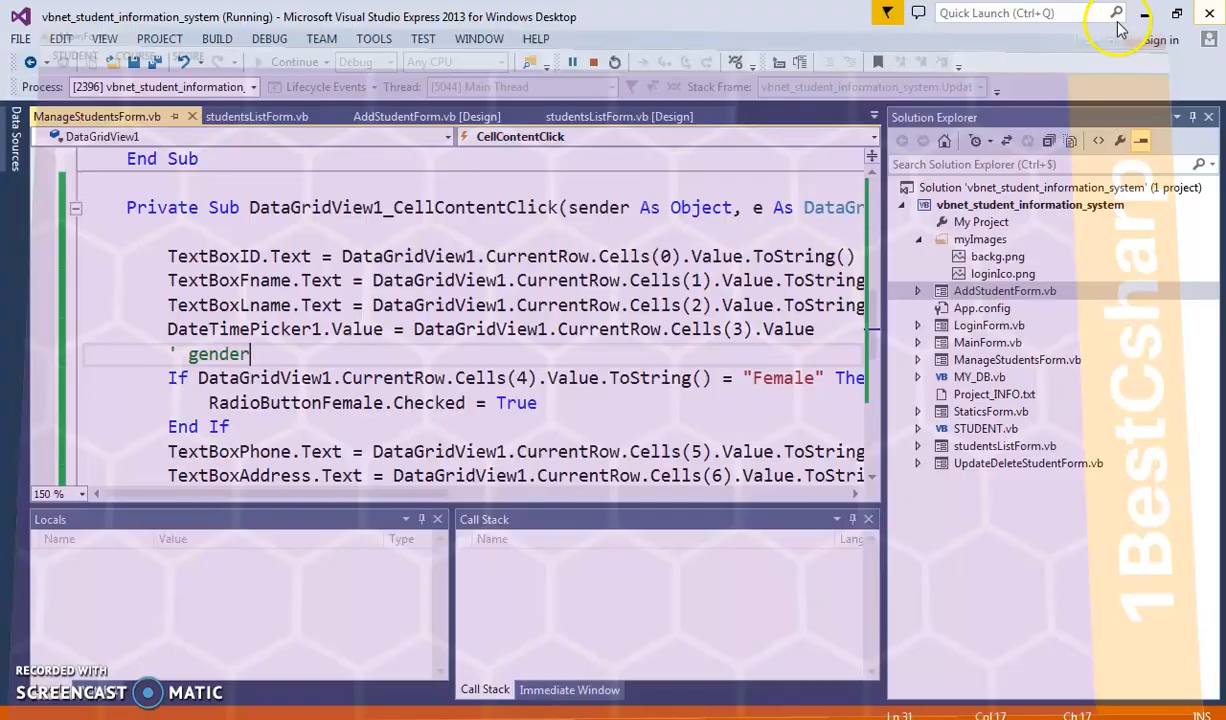 vbnet_student_information_system (Running) - Microsoft Visual Studio Express 2013 for Windows Desktop
Quick Launch (Ctrl+Q)
FILE EDIT VIEW PROJECT BUILD DEBUG TEAM TOOLS TEST WINDOW HELP
Sign in
STUDENT COURSE SCORE
Continue Debug Any CPU
Process: [2396] vbnet_student_information_ Lifecycle Events Thread: [5044] Main Thread Stack Frame: vbnet_student_information_system.Updat
Data Sources
ManageStudentsForm.vb studentsListForm.vb AddStudentForm.vb [Design] studentsListForm.vb [Design]
DataGridView1 CellContentClick
End Sub
Private Sub DataGridView1_CellContentClick(sender As Object, e As DataGr
TextBoxID.Text = DataGridView1.CurrentRow.Cells(0).Value.ToString()
TextBoxFname.Text = DataGridView1.CurrentRow.Cells(1).Value.ToString
TextBoxLname.Text = DataGridView1.CurrentRow.Cells(2).Value.ToString
DateTimePicker1.Value = DataGridView1.CurrentRow.Cells(3).Value
' gender
If DataGridView1.CurrentRow.Cells(4).Value.ToString() = "Female" The
RadioButtonFemale.Checked = True
End If
TextBoxPhone.Text = DataGridView1.CurrentRow.Cells(5).Value.ToString
TextBoxAddress.Text = DataGridView1.CurrentRow.Cells(6).Value.ToStri
150 %
Locals
Name Value Type
Call Stack
Name Lang
Call Stack Immediate Window
Solution Explorer
Search Solution Explorer (Ctrl+$)
Solution 'vbnet_student_information_system' (1 project)
vbnet_student_information_system
My Project
myImages
backg.png
loginIco.png
AddStudentForm.vb
App.config
LoginForm.vb
MainForm.vb
ManageStudentsForm.vb
MY_DB.vb
Project_INFO.txt
StaticsForm.vb
STUDENT.vb
studentsListForm.vb
UpdateDeleteStudentForm.vb
1BestCsharp
RECORDED WITH
SCREENCAST MATIC
Ln 31 Col 17 Ch 17 INS